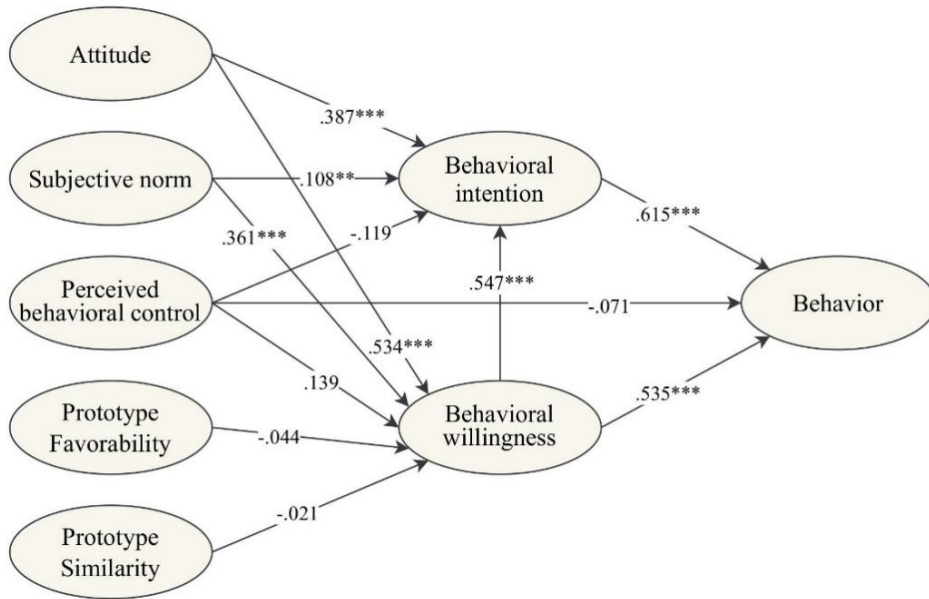 Attitude
.387***
Subjective norm
.108**
Behavioral
intention
.361***
-.119
.615***
Perceived
behavioral control
.547***
-.071
Behavior
.534***
.139
.535***
Prototype
Favorability
-.044
Behavioral
willingness
-.021
Prototype
Similarity